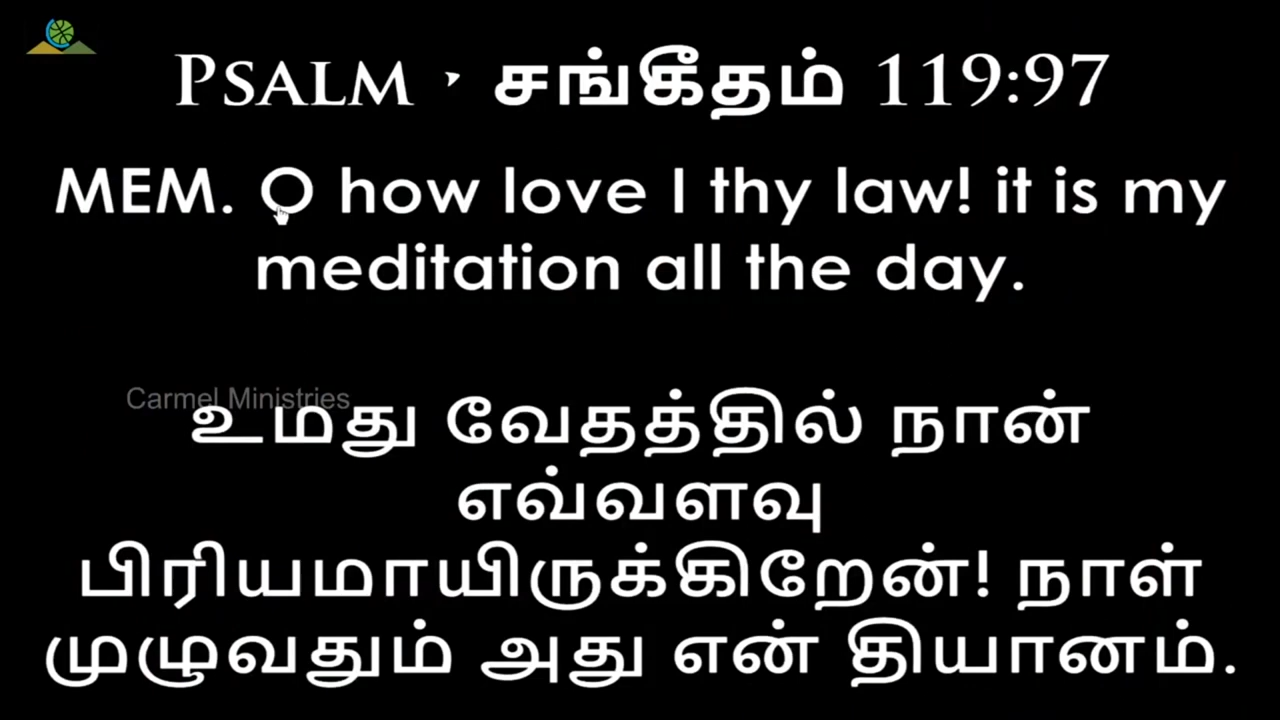 PSALM · சங்கீதம் 119:97
MEM. O how love I thy law! it is my
meditation all the day.
Carmel Ministries
உமது வேதத்தில் நான்
எவ்வளவு
பிரியமாயிருக்கிறேன்! நாள்
முழுவதும் அது என் தியானம்.